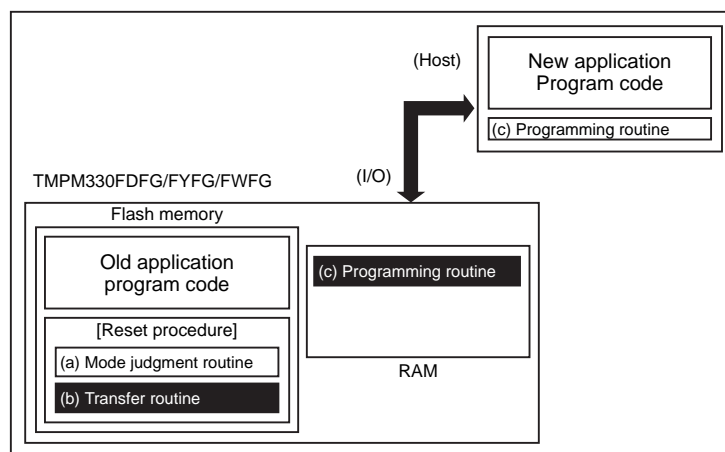 (Host)
New application
Program code
(c) Programming routine
(I/O)
TMPM330FDFG/FYFG/FWFG
Flash memory
Old application
program code
[Reset procedure]
(a) Mode judgment routine
(b) Transfer routine
(c) Programming routine
RAM